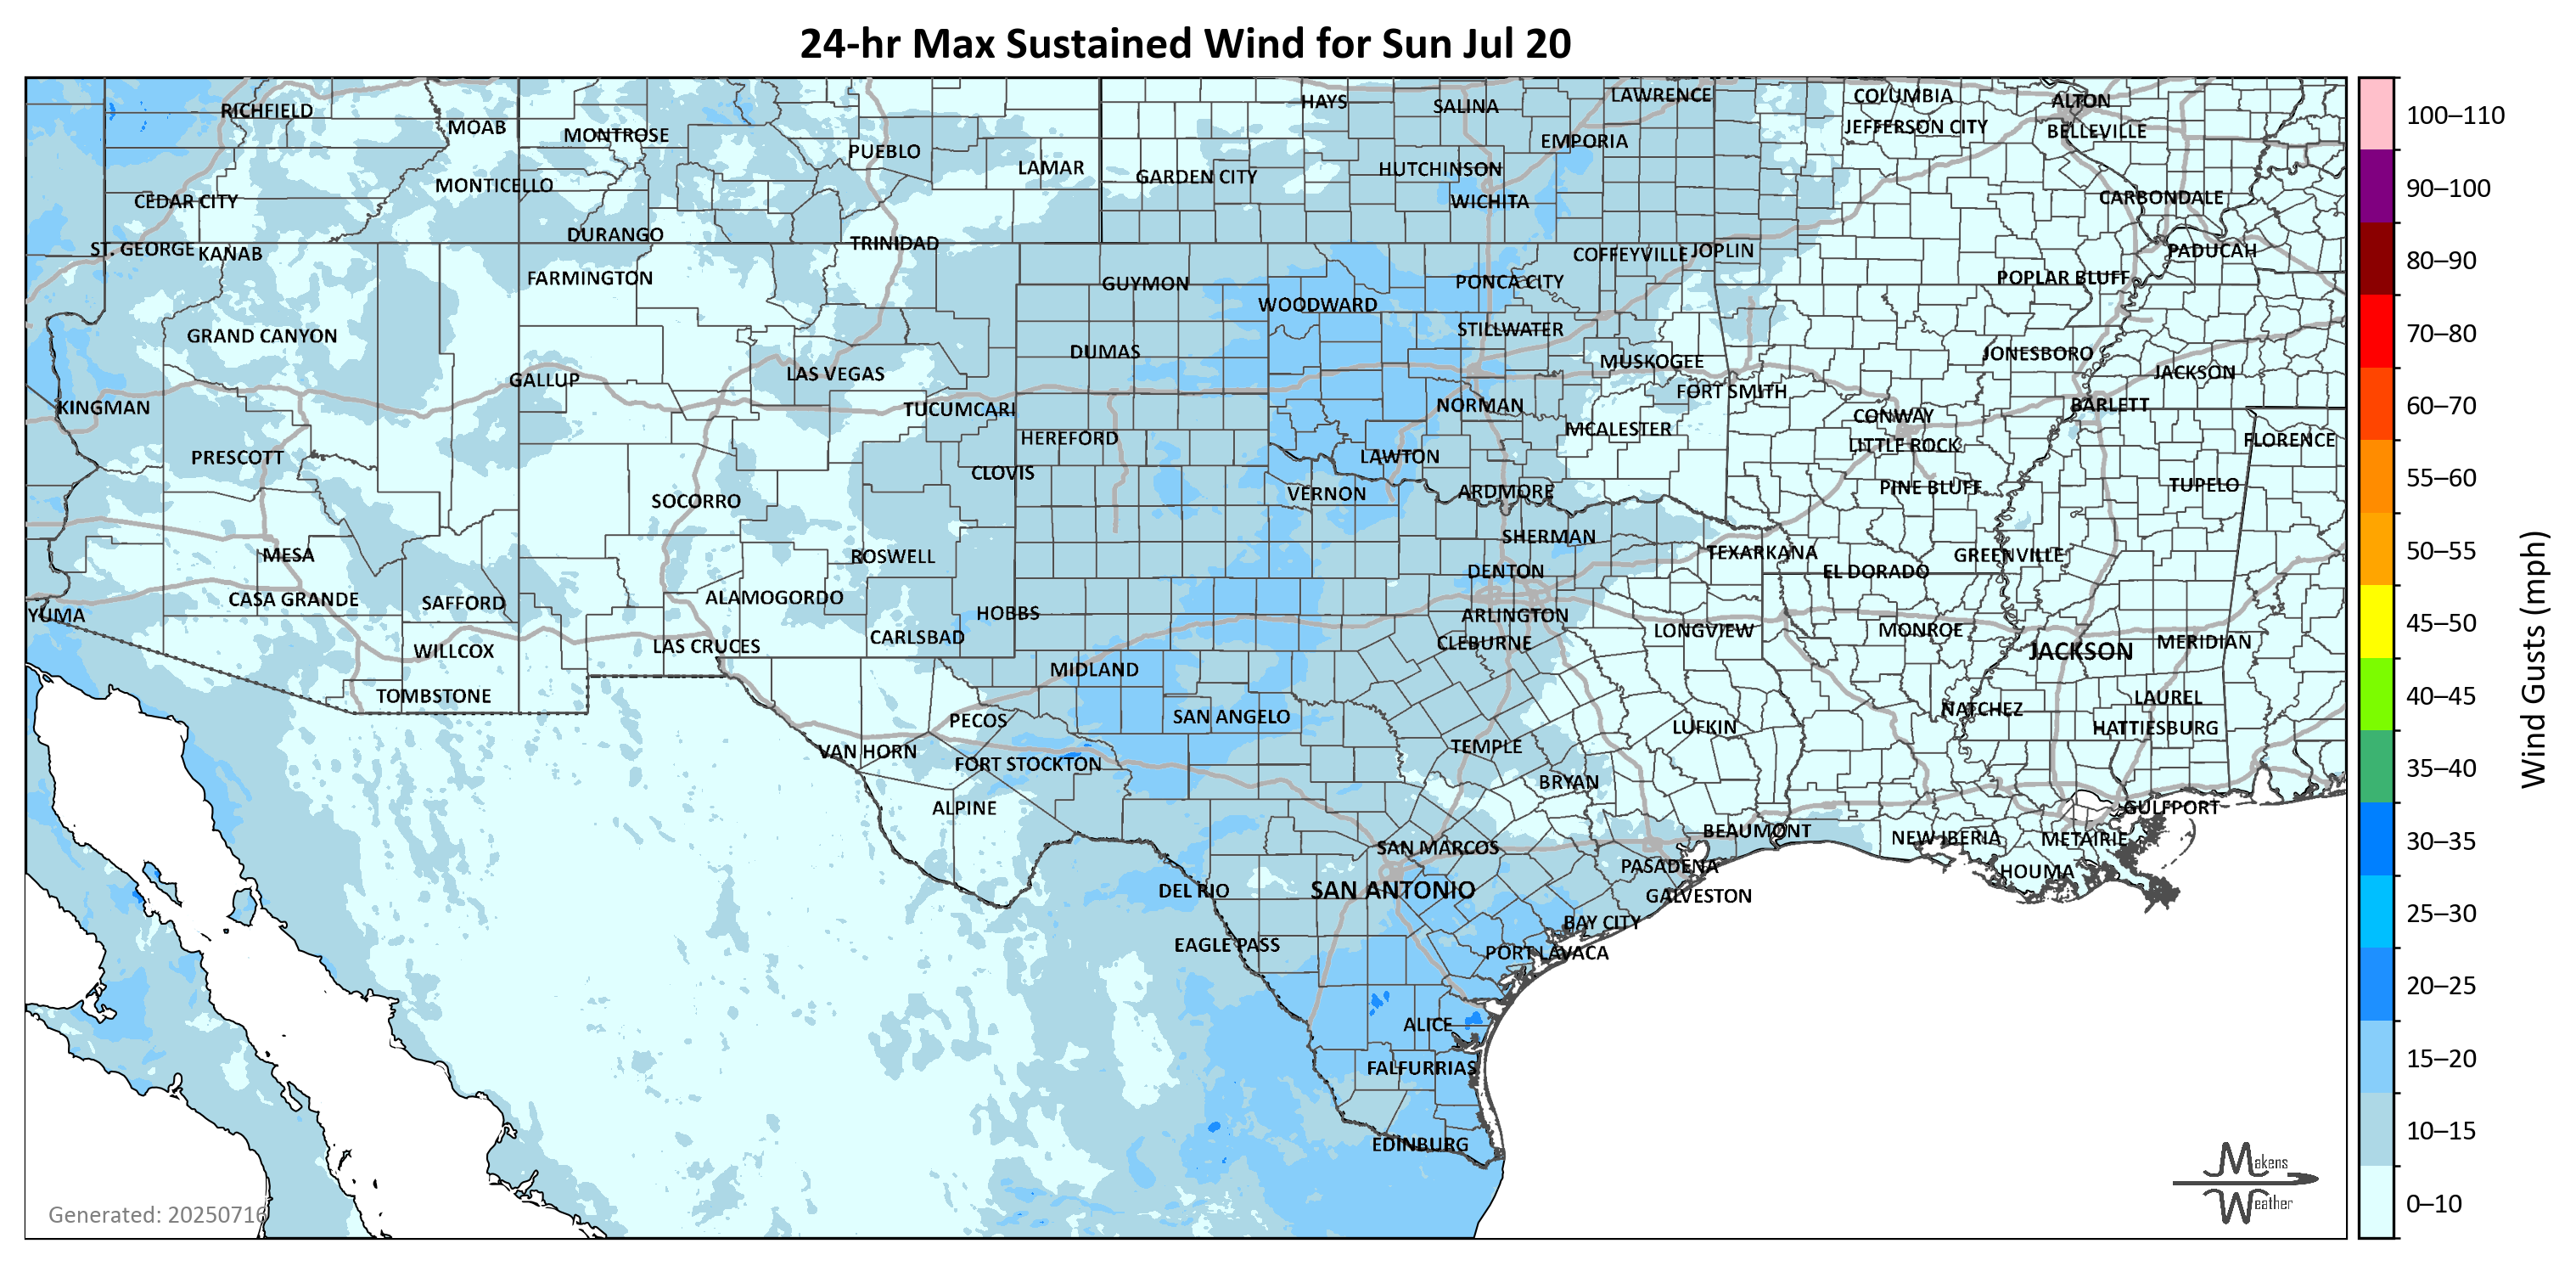 24-hr Max Sustained Wind for Sun Jul 20
RICHFIELD
MOAB
MONTROSE
PUEBLO
LAMAR
HAYS
SALINA
LAWRENCE
COLUMBIA
ALTON
JEFFERSON CITY
BELLEVILLE
EMPORIA
HUTCHINSON
GARDEN CITY
MONTICELLO
CEDAR CITY
WICHITA
CARBONDALE
DURANGO
TRINIDAD
ST. GEORGE
KANAB
COFFEYVILLE
JOPLIN
PADUCAH
FARMINGTON
GUYMON
PONCA CITY
POPLAR BLUFF
WOODWARD
GRAND CANYON
STILLWATER
DUMAS
JONESBORO
MUSKOGEE
GALLUP
LAS VEGAS
JACKSON
FORT SMITH
KINGMAN
TUCUMCARI
NORMAN
BARLETT
CONWAY
MCALESTER
HEREFORD
LITTLE ROCK
FLORENCE
PRESCOTT
LAWTON
CLOVIS
SOCORRO
VERNON
ARDMORE
PINE BLUFF
TUPELO
SHERMAN
MESA
ROSWELL
TEXARKANA
GREENVILLE
DENTON
EL DORADO
CASA GRANDE
SAFFORD
ALAMOGORDO
YUMA
HOBBS
ARLINGTON
CARLSBAD
CLEBURNE
LONGVIEW
MONROE
WILLCOX
LAS CRUCES
JACKSON
MERIDIAN
MIDLAND
TOMBSTONE
LAUREL
PECOS
SAN ANGELO
NATCHEZ
LUFKIN
HATTIESBURG
VAN HORN
TEMPLE
FORT STOCKTON
BRYAN
ALPINE
GULFPORT
BEAUMONT
NEW IBERIA
METAIRIE
SAN MARCOS
PASADENA
HOUMA
DEL RIO
SAN ANTONIO
GALVESTON
BAY CITY
EAGLE PASS
PORT LAVACA
ALICE
FALFURRIAS
EDINBURG
Generated: 20250716
Makens
Weather
100–110
90–100
80–90
70–80
60–70
55–60
50–55
45–50
40–45
35–40
30–35
25–30
20–25
15–20
10–15
0–10
Wind Gusts (mph)